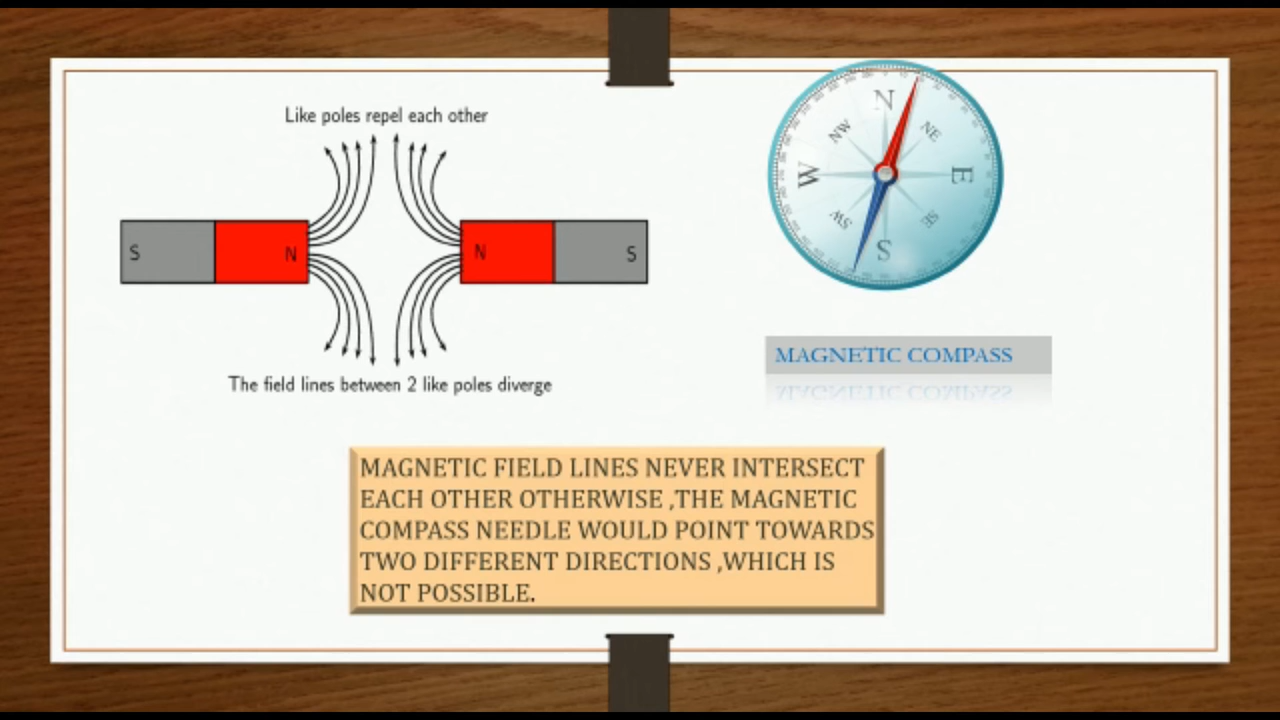 Like poles repel each other
S
N
N
S
The field lines between 2 like poles diverge
N
NW
NE
W
E
SW
SE
S
MAGNETIC COMPASS
MAGNETIC FIELD LINES NEVER INTERSECT
EACH OTHER OTHERWISE ,THE MAGNETIC
COMPASS NEEDLE WOULD POINT TOWARDS
TWO DIFFERENT DIRECTIONS ,WHICH IS
NOT POSSIBLE.